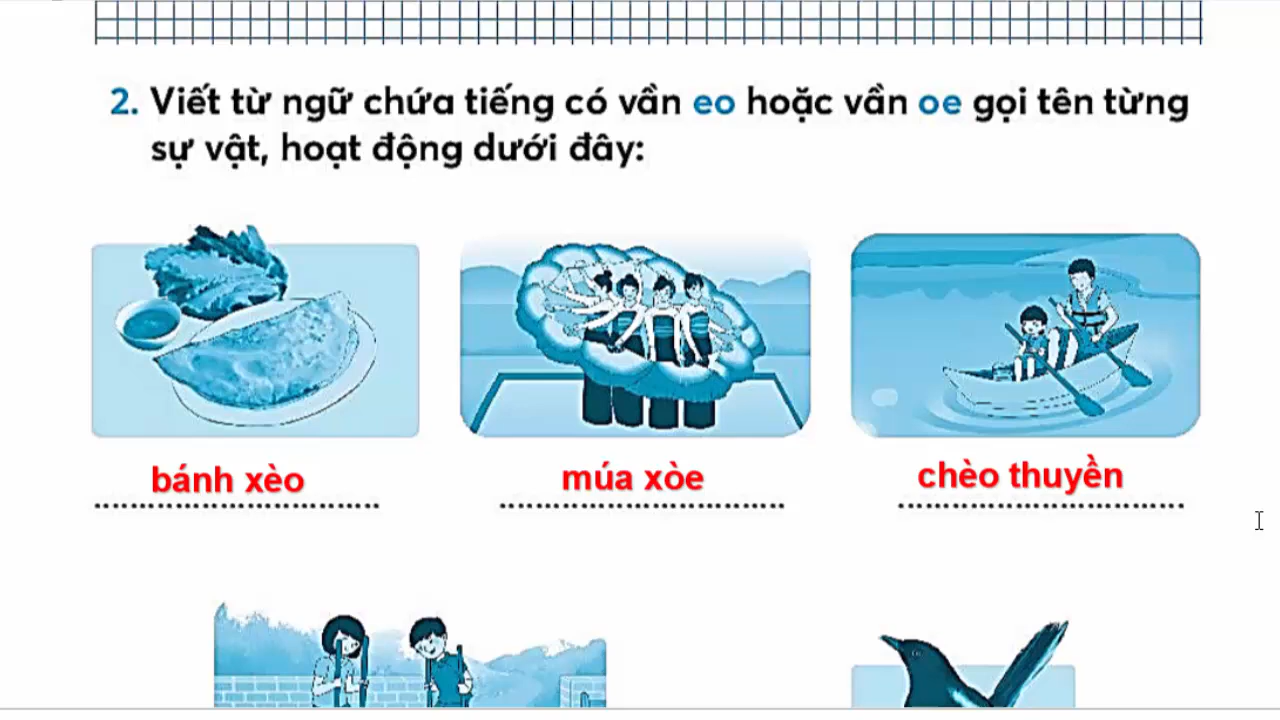 2. Viết từ ngữ chứa tiếng có vần eo hoặc vần oe gọi tên từng
sự vật, hoạt động dưới đây:
bánh xèo
múa xòe
chèo thuyền